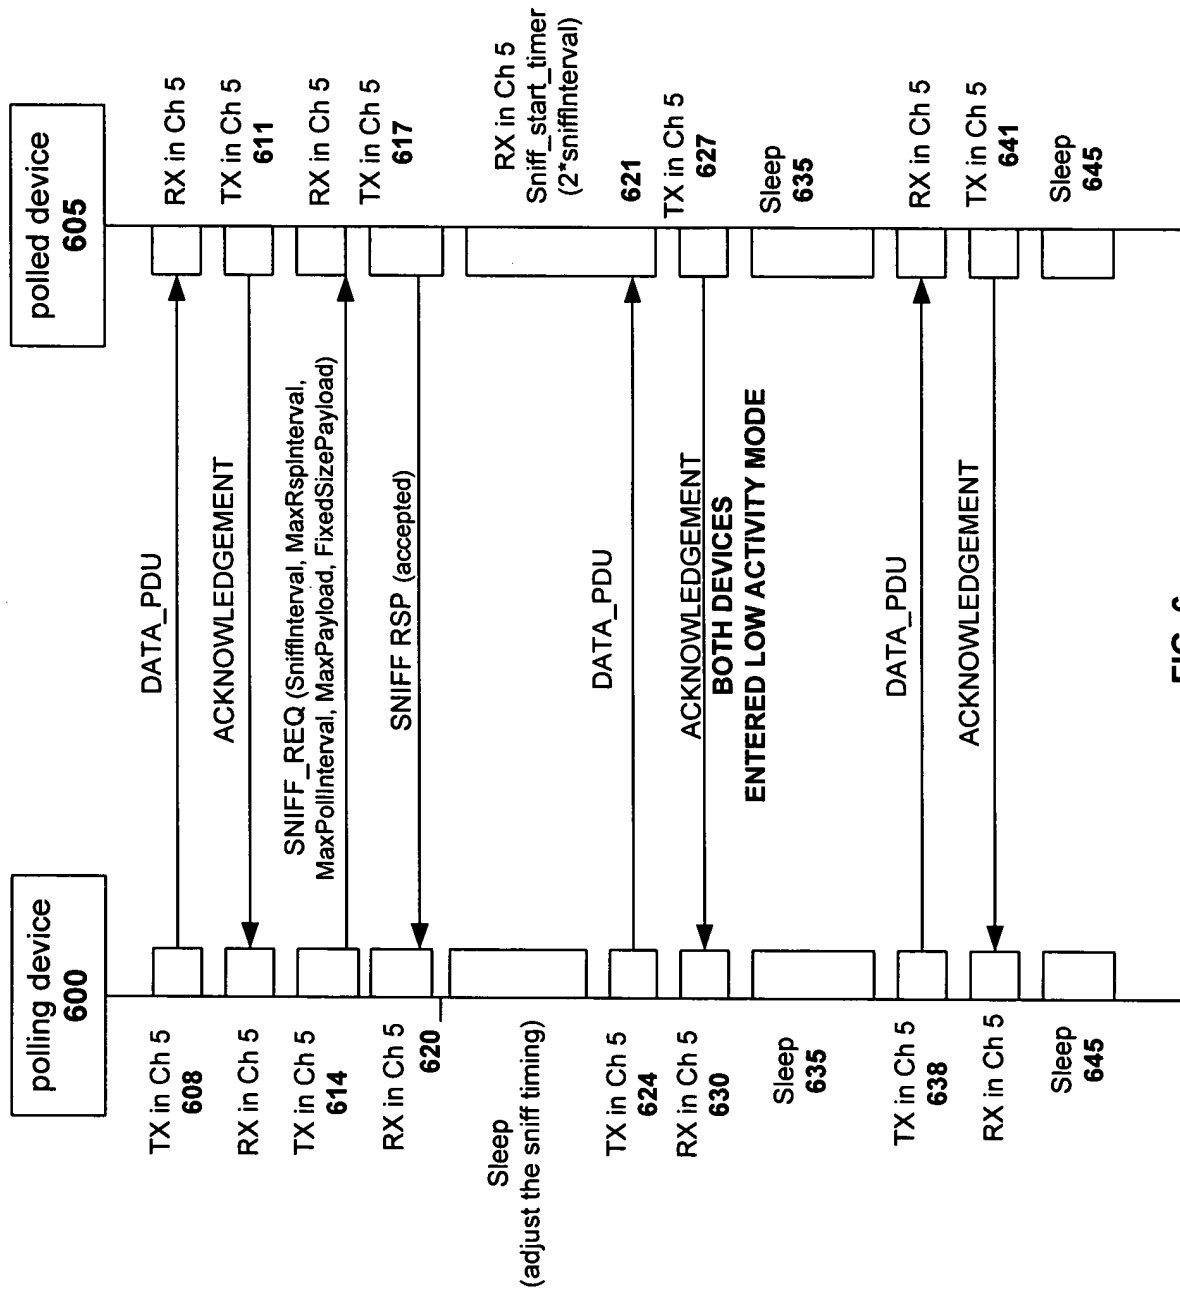 polling device
600
polled device
605
TX in Ch 5
608
DATA_PDU
RX in Ch 5
RX in Ch 5
ACKNOWLEDGEMENT
TX in Ch 5
611
TX in Ch 5
614
SNIFF_REQ (SniffInterval, MaxRspInterval,
MaxPollInterval, MaxPayload, FixedSizePayload)
RX in Ch 5
RX in Ch 5
620
SNIFF RSP (accepted)
TX in Ch 5
617
Sleep
(adjust the sniff timing)
RX in Ch 5
Sniff_start_timer
(2*sniffInterval)
621
TX in Ch 5
624
DATA_PDU
RX in Ch 5
630
ACKNOWLEDGEMENT
TX in Ch 5
627
BOTH DEVICES
ENTERED LOW ACTIVITY MODE
Sleep
635
Sleep
635
TX in Ch 5
638
DATA_PDU
RX in Ch 5
RX in Ch 5
ACKNOWLEDGEMENT
TX in Ch 5
641
Sleep
645
Sleep
645